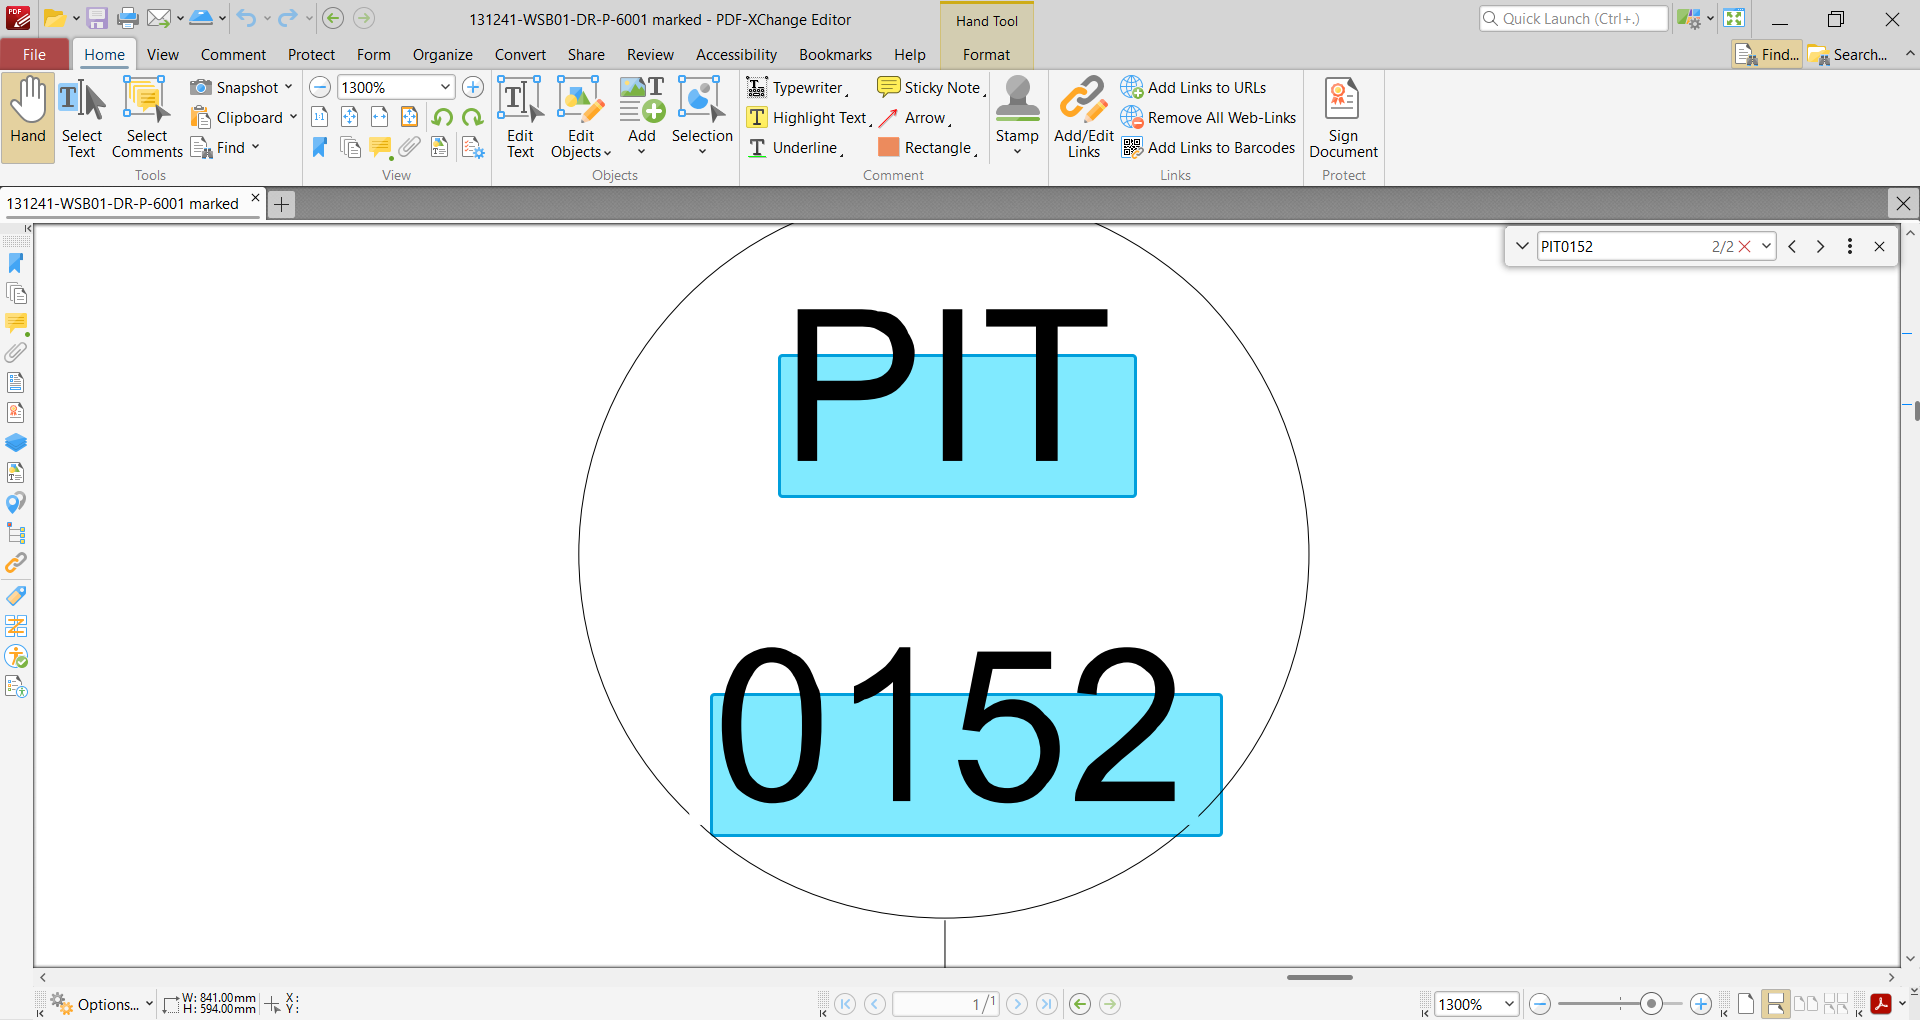 131241-WSB01-DR-P-6001 marked - PDF-XChange Editor
Hand Tool
Quick Launch (Ctrl+.)
File Home View Comment Protect Form Organize Convert Share Review Accessibility Bookmarks Help Format Find... Search...
Hand
Select Text
Select Comments
Snapshot
Clipboard
Find
Tools
1300%
View
Edit Text
Edit Objects
Add
Selection
Objects
Typewriter
Highlight Text
Underline
Sticky Note
Arrow
Rectangle
Stamp
Comment
Add/Edit Links
Add Links to URLs
Remove All Web-Links
Add Links to Barcodes
Links
Sign Document
Protect
131241-WSB01-DR-P-6001 marked
PIT0152 2/2
PIT
0152
Options...
W: 841.00mm
H: 594.00mm
X:
Y:
1/1
1300%